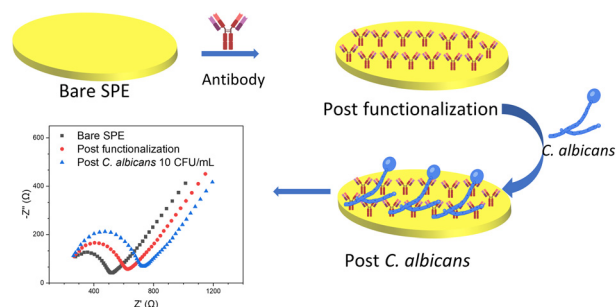 Bare SPE
Antibody
Post functionalization
C. albicans
Post C. albicans
Bare SPE
Post functionalization
Post C. albicans 10 CFU/mL
-Z" (Ω)
600
400
200
0
400
800
1200
Z' (Ω)